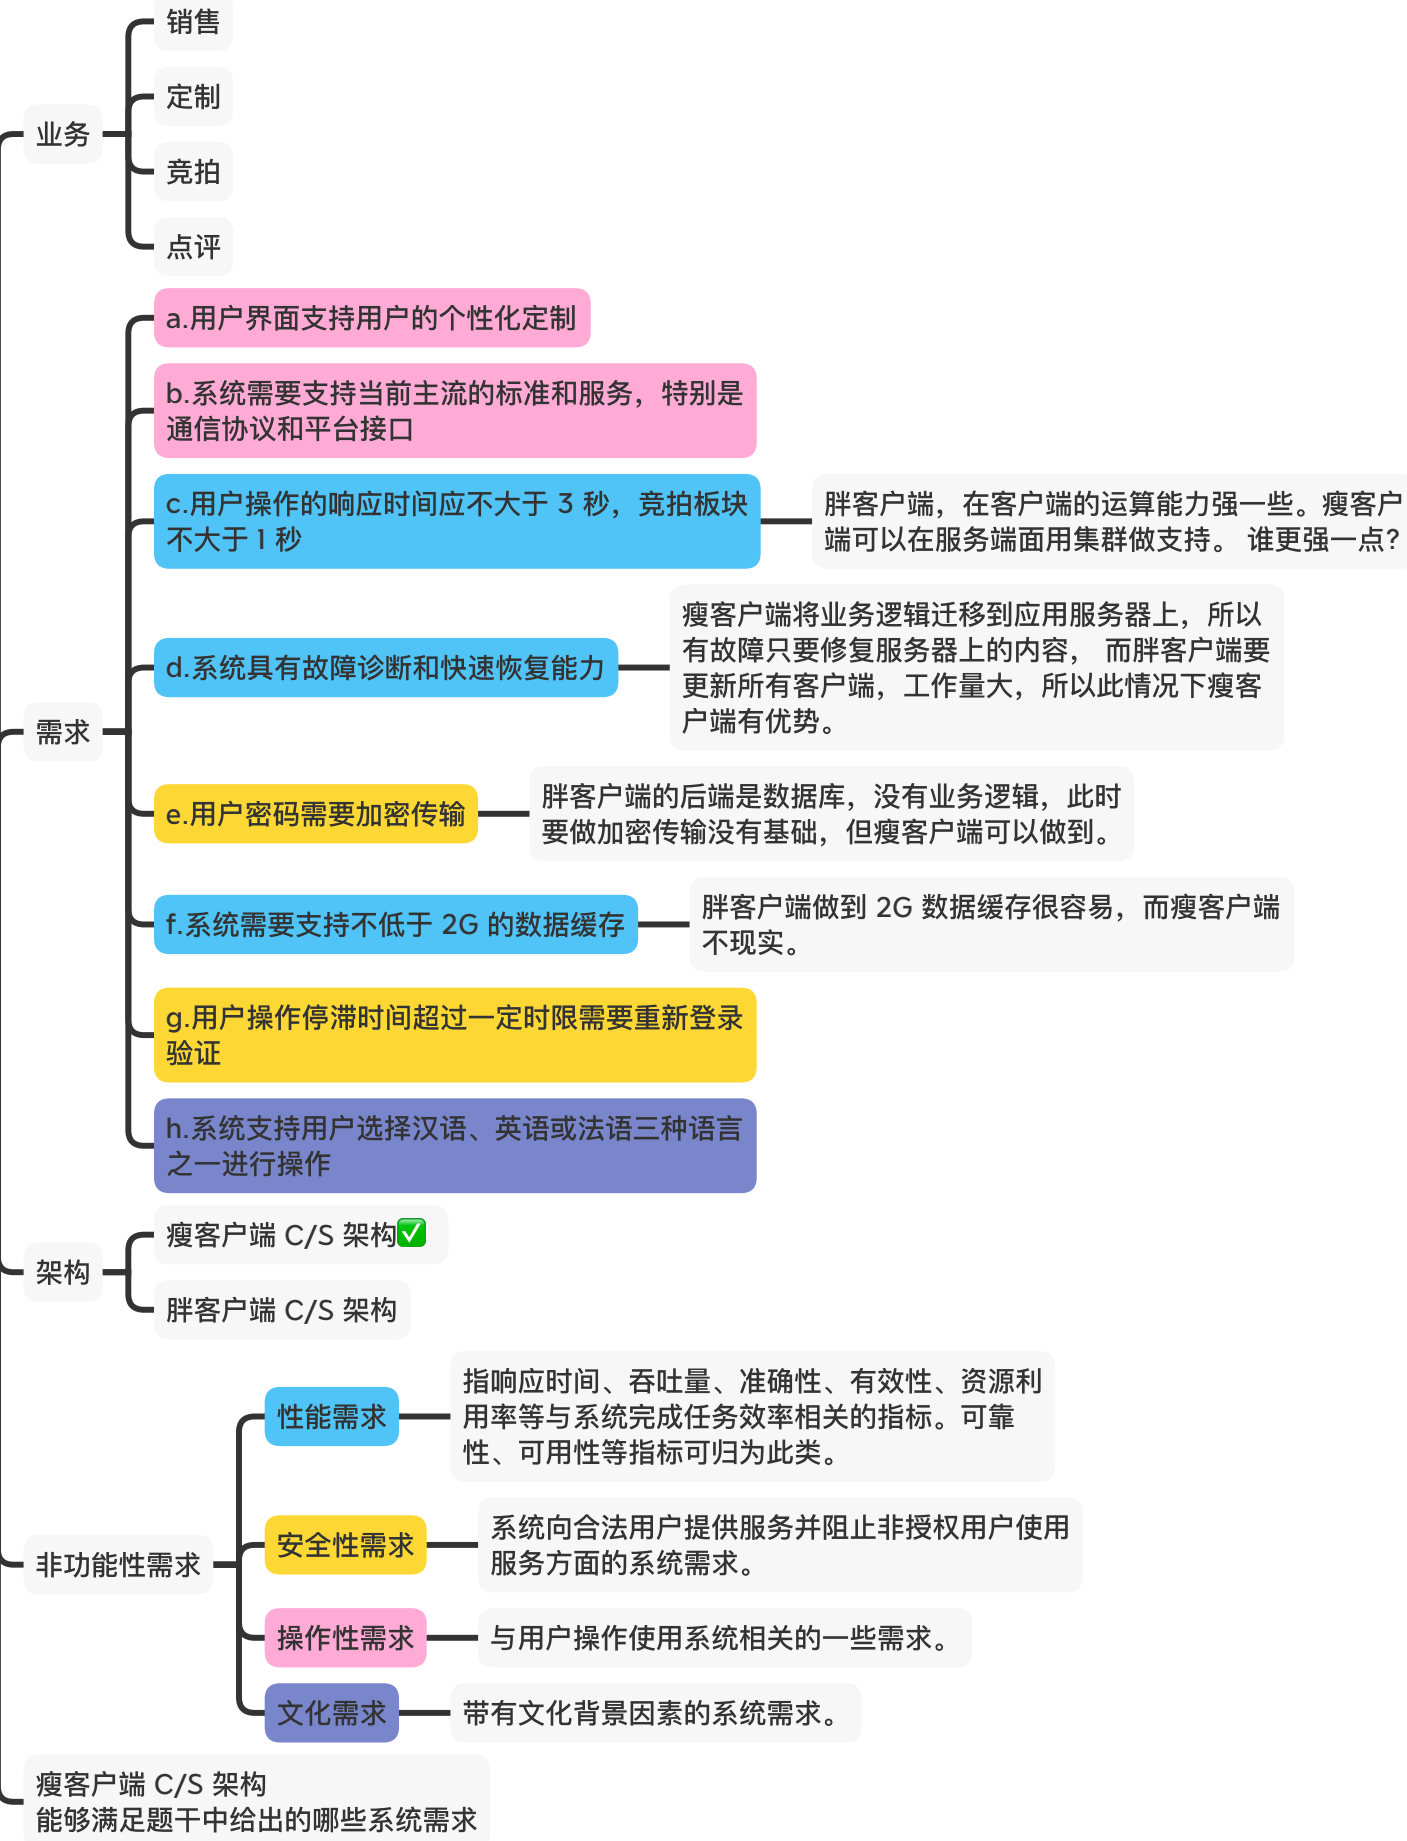 销售
定制
业务
竞拍
点评
a.用户界面支持用户的个性化定制
b.系统需要支持当前主流的标准和服务，特别是
通信协议和平台接口
c.用户操作的响应时间应不大于 3 秒，竞拍板块
不大于 1 秒
胖客户端，在客户端的运算能力强一些。瘦客户
端可以在服务端面用集群做支持。 谁更强一点?
d.系统具有故障诊断和快速恢复能力
瘦客户端将业务逻辑迁移到应用服务器上，所以
有故障只要修复服务器上的内容， 而胖客户端要
更新所有客户端，工作量大，所以此情况下瘦客
户端有优势。
需求
e.用户密码需要加密传输
胖客户端的后端是数据库，没有业务逻辑，此时
要做加密传输没有基础，但瘦客户端可以做到。
f.系统需要支持不低于 2G 的数据缓存
胖客户端做到 2G 数据缓存很容易，而瘦客户端
不现实。
g.用户操作停滞时间超过一定时限需要重新登录
验证
h.系统支持用户选择汉语、英语或法语三种语言
之一进行操作
架构
瘦客户端 C/S 架构✅
胖客户端 C/S 架构
非功能性需求
性能需求
指响应时间、吞吐量、准确性、有效性、资源利
用率等与系统完成任务效率相关的指标。可靠
性、可用性等指标可归为此类。
安全性需求
系统向合法用户提供服务并阻止非授权用户使用
服务方面的系统需求。
操作性需求
与用户操作使用系统相关的一些需求。
文化需求
带有文化背景因素的系统需求。
瘦客户端 C/S 架构
能够满足题干中给出的哪些系统需求